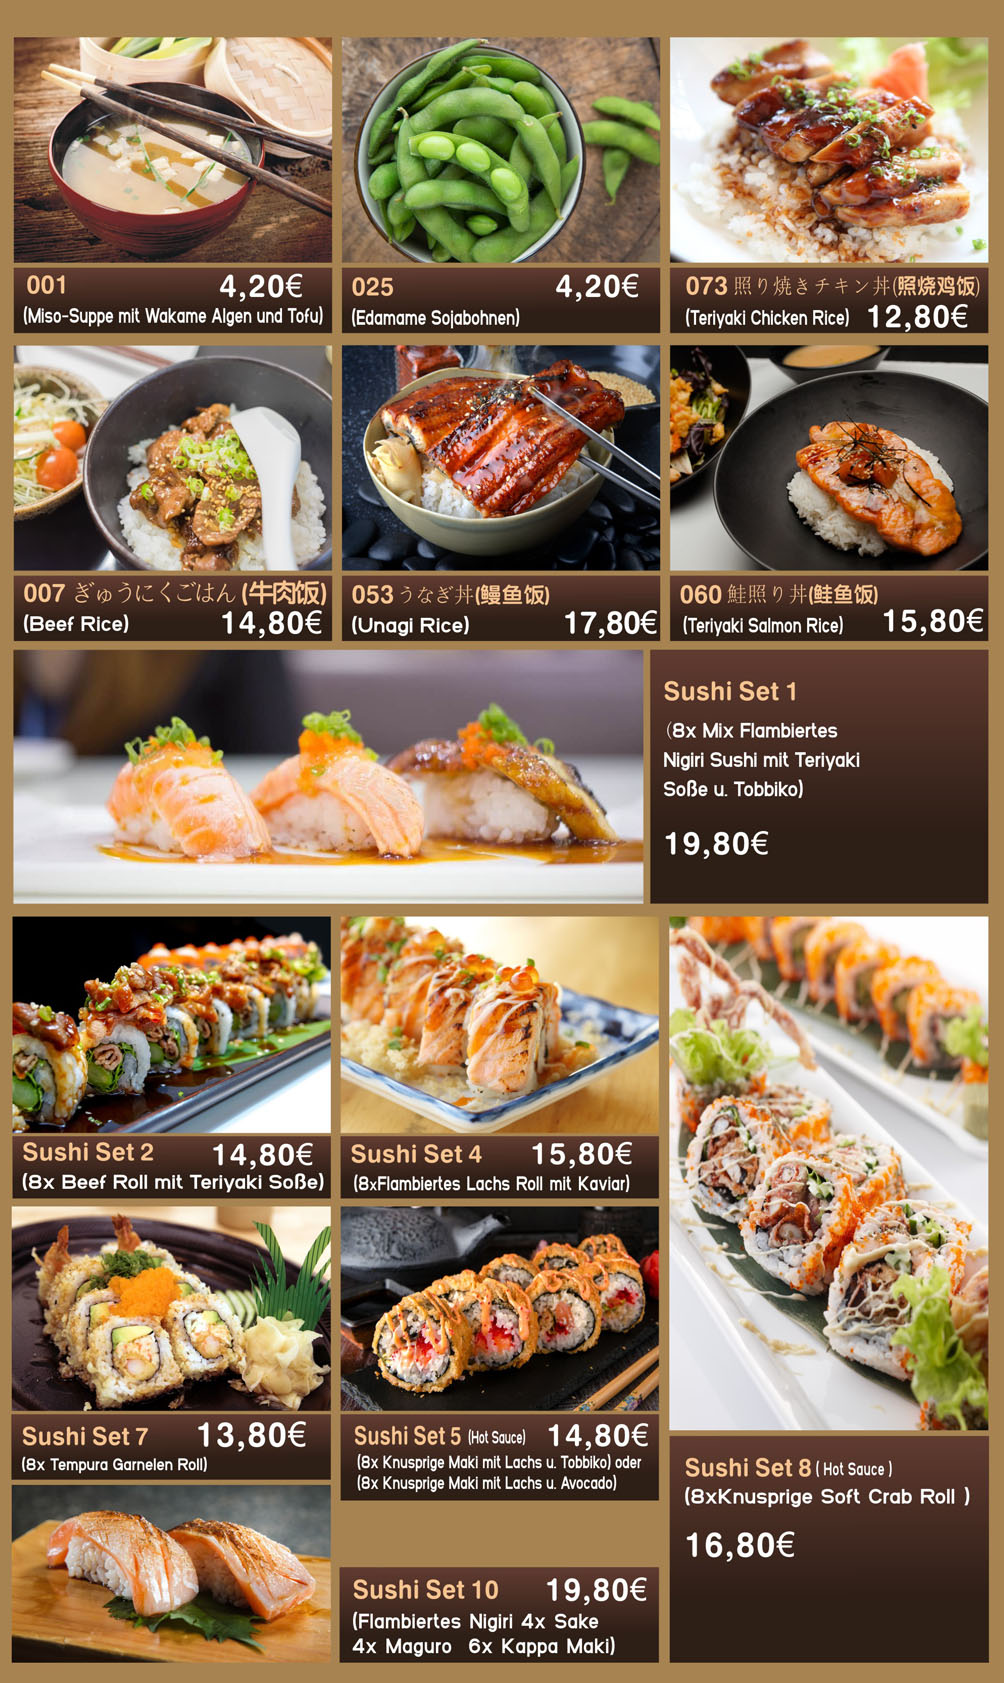 001 4,20€
(Miso-Suppe mit Wakame Algen und Tofu)
025 4,20€
(Edamame Sojabohnen)
073 照り焼きチキン丼(照烧鸡饭)
(Teriyaki Chicken Rice) 12,80€
007 ぎゅうにくごはん (牛肉饭)
(Beef Rice) 14,80€
053 うなぎ丼(鳗鱼饭)
(Unagi Rice) 17,80€
060 鮭照り丼(鲑鱼饭)
(Teriyaki Salmon Rice) 15,80€
Sushi Set 1
(8x Mix Flambiertes
Nigiri Sushi mit Teriyaki
Soße u. Tobbiko)
19,80€
Sushi Set 2 14,80€
(8x Beef Roll mit Teriyaki Soße)
Sushi Set 4 15,80€
(8xFlambiertes Lachs Roll mit Kaviar)
Sushi Set 7 13,80€
(8x Tempura Garnelen Roll)
Sushi Set 5 (Hot Sauce) 14,80€
(8x Knusprige Maki mit Lachs u. Tobbiko) oder
(8x Knusprige Maki mit Lachs u. Avocado)
Sushi Set 8 ( Hot Sauce )
(8xKnusprige Soft Crab Roll )
16,80€
Sushi Set 10 19,80€
(Flambiertes Nigiri 4x Sake
4x Maguro 6x Kappa Maki)